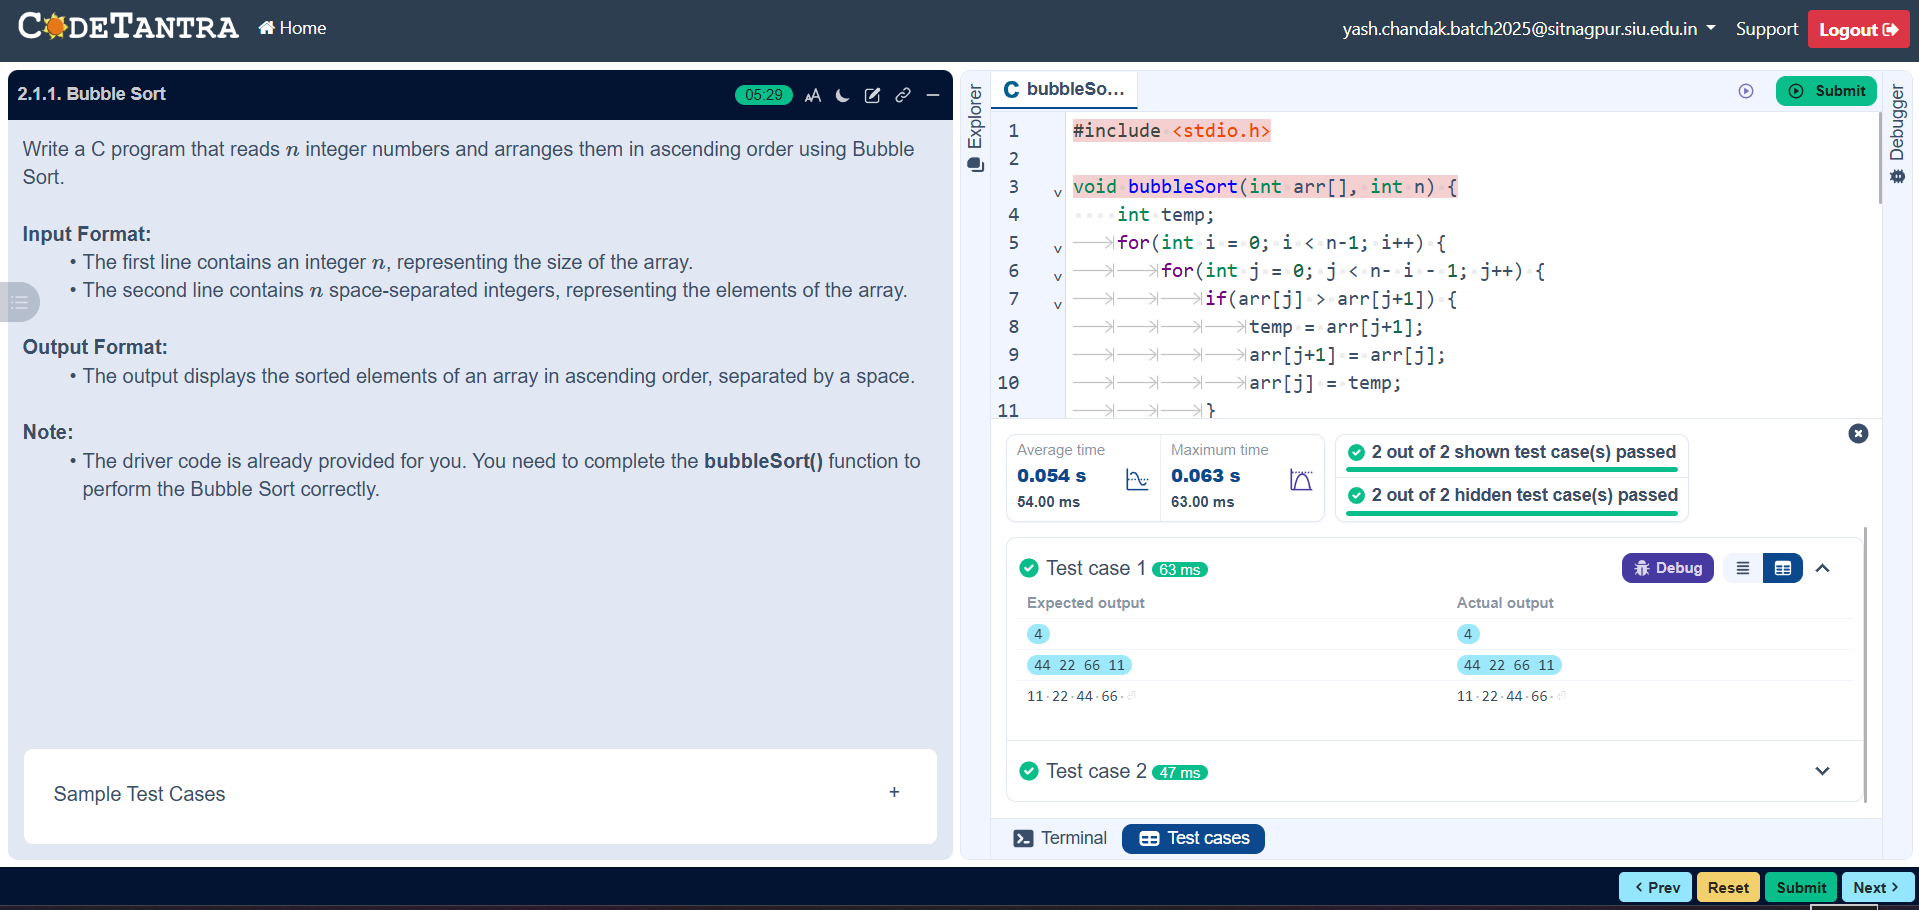 CODETANTRA
Home
yash.chandak.batch2025@sitnagpur.siu.edu.in
Support
Logout
2.1.1. Bubble Sort
05:29
AA
Write a C program that reads n integer numbers and arranges them in ascending order using Bubble
Sort.
Input Format:
• The first line contains an integer n, representing the size of the array.
• The second line contains n space-separated integers, representing the elements of the array.
Output Format:
• The output displays the sorted elements of an array in ascending order, separated by a space.
Note:
• The driver code is already provided for you. You need to complete the bubbleSort() function to
perform the Bubble Sort correctly.
Sample Test Cases
+
Explorer
C bubbleSo...
Submit
Debugger
1 #include <stdio.h>
2
3 void bubbleSort(int arr[], int n) {
4 int temp;
5 for(int i = 0; i < n-1; i++) {
6 for(int j = 0; j < n- i - 1; j++) {
7 if(arr[j] > arr[j+1]) {
8 temp = arr[j+1];
9 arr[j+1] = arr[j];
10 arr[j] = temp;
11 }
Average time
0.054 s
54.00 ms
Maximum time
0.063 s
63.00 ms
2 out of 2 shown test case(s) passed
2 out of 2 hidden test case(s) passed
Test case 1 63 ms
Debug
Expected output
Actual output
4
4
44 22 66 11
44 22 66 11
11·22·44·66·
11·22·44·66·
Test case 2 47 ms
Terminal
Test cases
< Prev
Reset
Submit
Next >